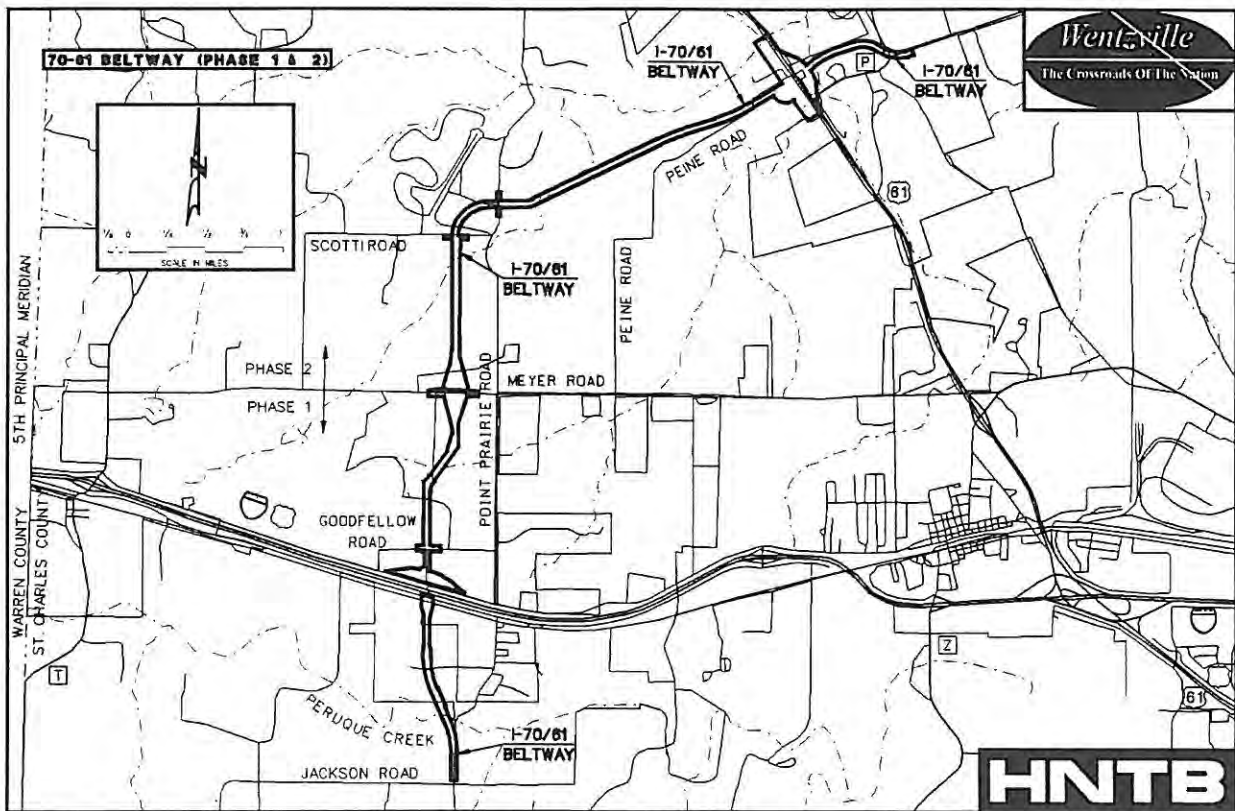 70-61 BELTWAY (PHASE 1 & 2)
I-70/61
BELTWAY
P
I-70/61
BELTWAY
Wentzville
The Crossroads Of The Nation
N
SCALE IN MILES
PEINE ROAD
61
SCOTTI ROAD
I-70/61
BELTWAY
5TH PRINCIPAL MERIDIAN
PEINE ROAD
PHASE 2
MEYER ROAD
PHASE 1
POINT PRAIRIE ROAD
GOODFELLOW
ROAD
WARREN COUNTY
ST. CHARLES COUNTY
T
Z
61
PERUQUE CREEK
I-70/61
BELTWAY
JACKSON ROAD
HNTB